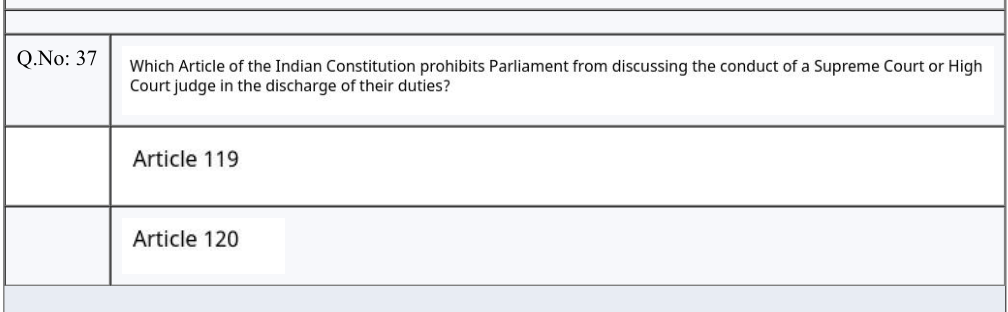 Q.No: 37
Which Article of the Indian Constitution prohibits Parliament from discussing the conduct of a Supreme Court or High
Court judge in the discharge of their duties?
Article 119
Article 120